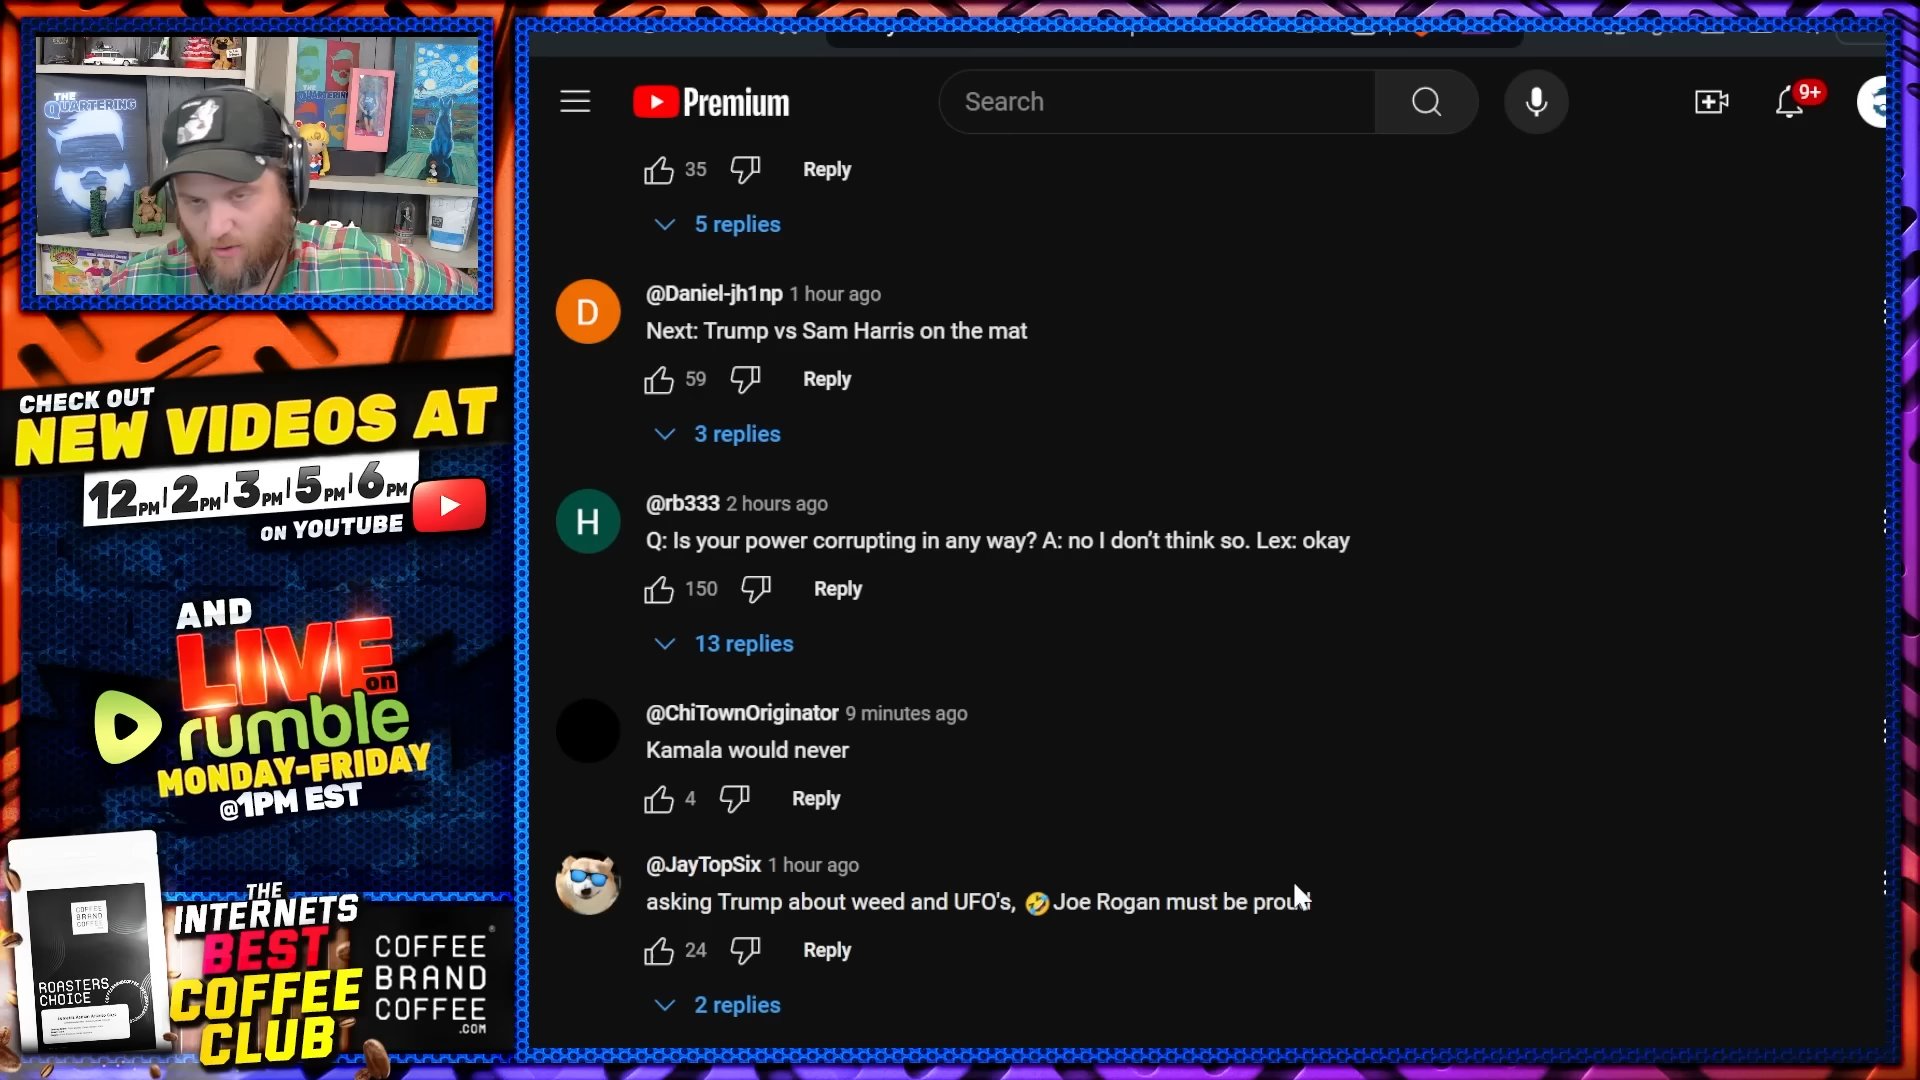 THE
QUARTERING
CHECK OUT
NEW VIDEOS AT
12PM | 2PM | 3PM | 5PM | 6PM
ON YOUTUBE
AND
LIVE
on
rumble
MONDAY-FRIDAY
@1PM EST
COFFEE
BRAND
COFFEE
ROASTERS
CHOICE
THE
INTERNETS
BEST
COFFEE
CLUB
COFFEE
BRAND
COFFEE
.COM
Premium
Search
9+
35 Reply
5 replies
D
@Daniel-jh1np 1 hour ago
Next: Trump vs Sam Harris on the mat
59 Reply
3 replies
H
@rb333 2 hours ago
Q: Is your power corrupting in any way? A: no I don’t think so. Lex: okay
150 Reply
13 replies
@ChiTownOriginator 9 minutes ago
Kamala would never
4 Reply
@JayTopSix 1 hour ago
asking Trump about weed and UFO's, 🤣 Joe Rogan must be proud
24 Reply
2 replies